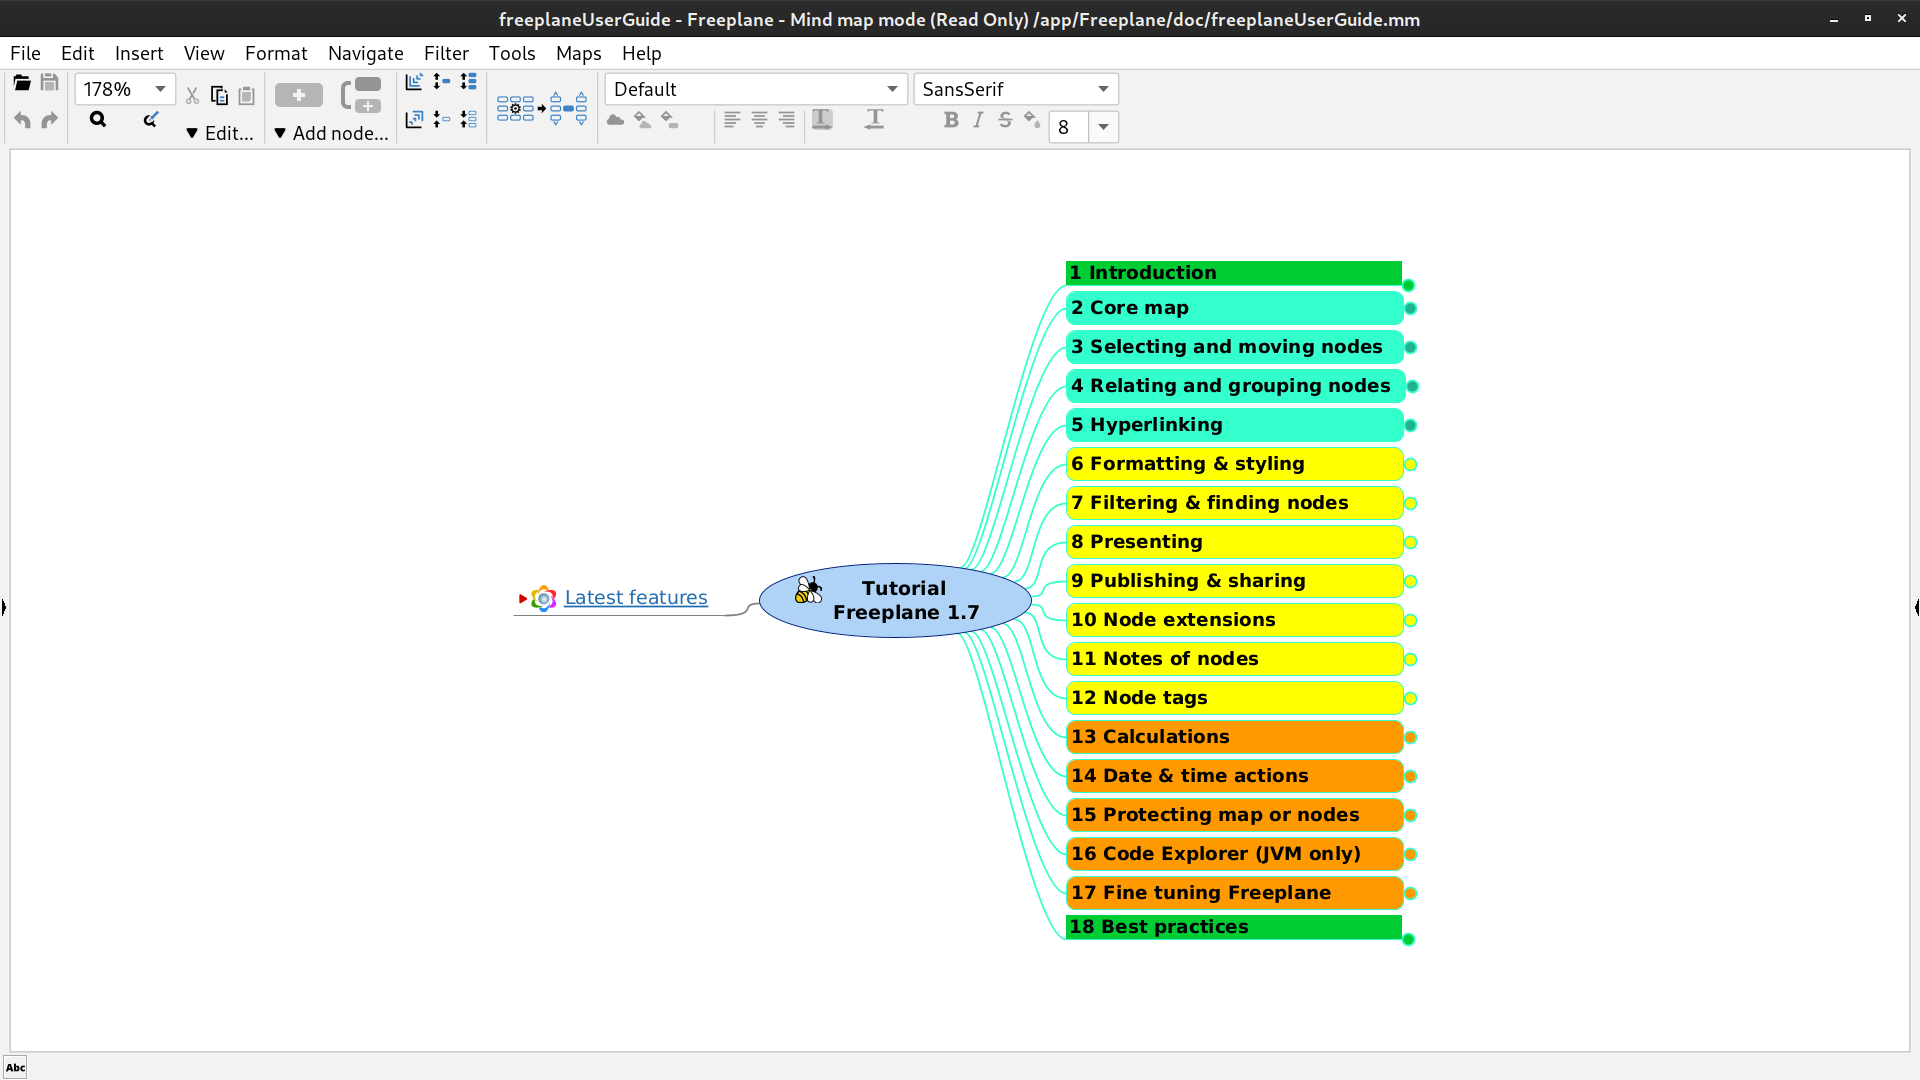 freeplaneUserGuide - Freeplane - Mind map mode (Read Only) /app/Freeplane/doc/freeplaneUserGuide.mm
File Edit Insert View Format Navigate Filter Tools Maps Help
178%
Default
SansSerif
Edit...
Add node...
B I S
8
1 Introduction
2 Core map
3 Selecting and moving nodes
4 Relating and grouping nodes
5 Hyperlinking
6 Formatting & styling
7 Filtering & finding nodes
8 Presenting
9 Publishing & sharing
10 Node extensions
11 Notes of nodes
12 Node tags
13 Calculations
14 Date & time actions
15 Protecting map or nodes
16 Code Explorer (JVM only)
17 Fine tuning Freeplane
18 Best practices
Latest features
Tutorial
Freeplane 1.7
Abc